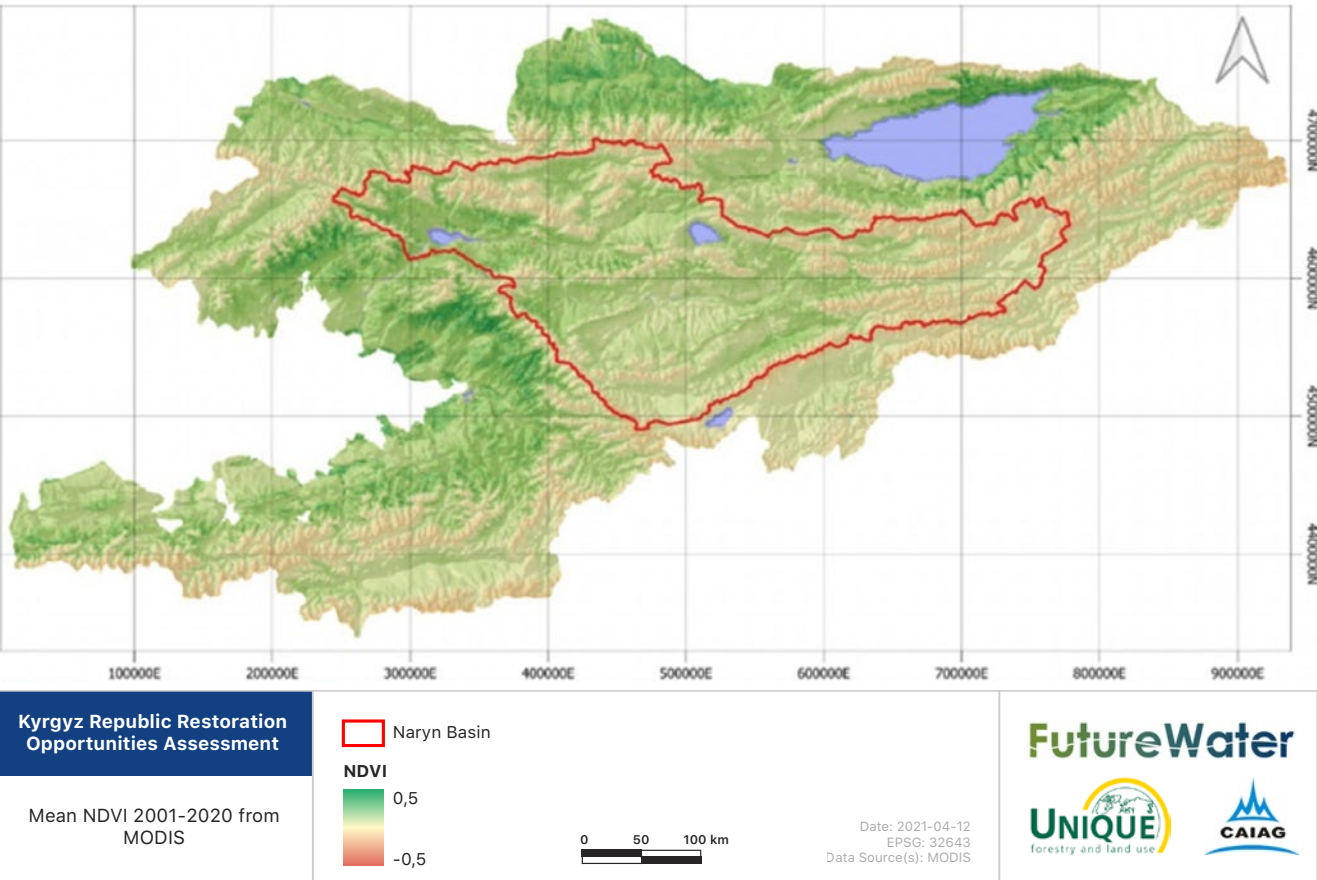 4700000N
4600000N
4500000N
4400000N
100000E 200000E 300000E 400000E 500000E 600000E 700000E 800000E 900000E
Kyrgyz Republic Restoration
Opportunities Assessment
Mean NDVI 2001-2020 from
MODIS
Naryn Basin
NDVI
0,5
-0,5
0 50 100 km
Date: 2021-04-12
EPSG: 32643
Data Source(s): MODIS
FutureWater
UNIQUE
forestry and land use
CAIAG